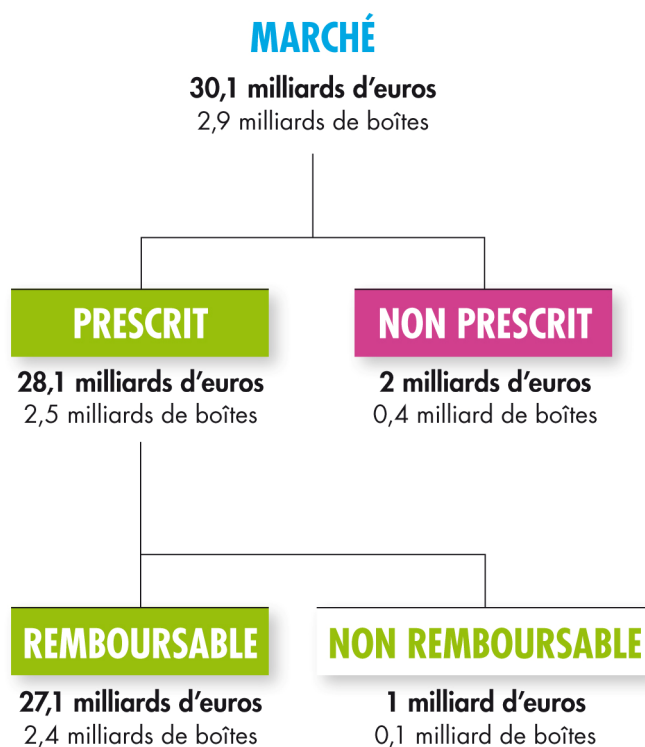 MARCHÉ
30,1 milliards d'euros
2,9 milliards de boîtes
PRESCRIT
NON PRESCRIT
28,1 milliards d'euros
2 milliards d'euros
2,5 milliards de boîtes
0,4 milliard de boîtes
REMBOURSABLE
NON REMBOURSABLE
27,1 milliards d'euros
1 milliard d'euros
2,4 milliards de boîtes
0,1 milliard de boîtes